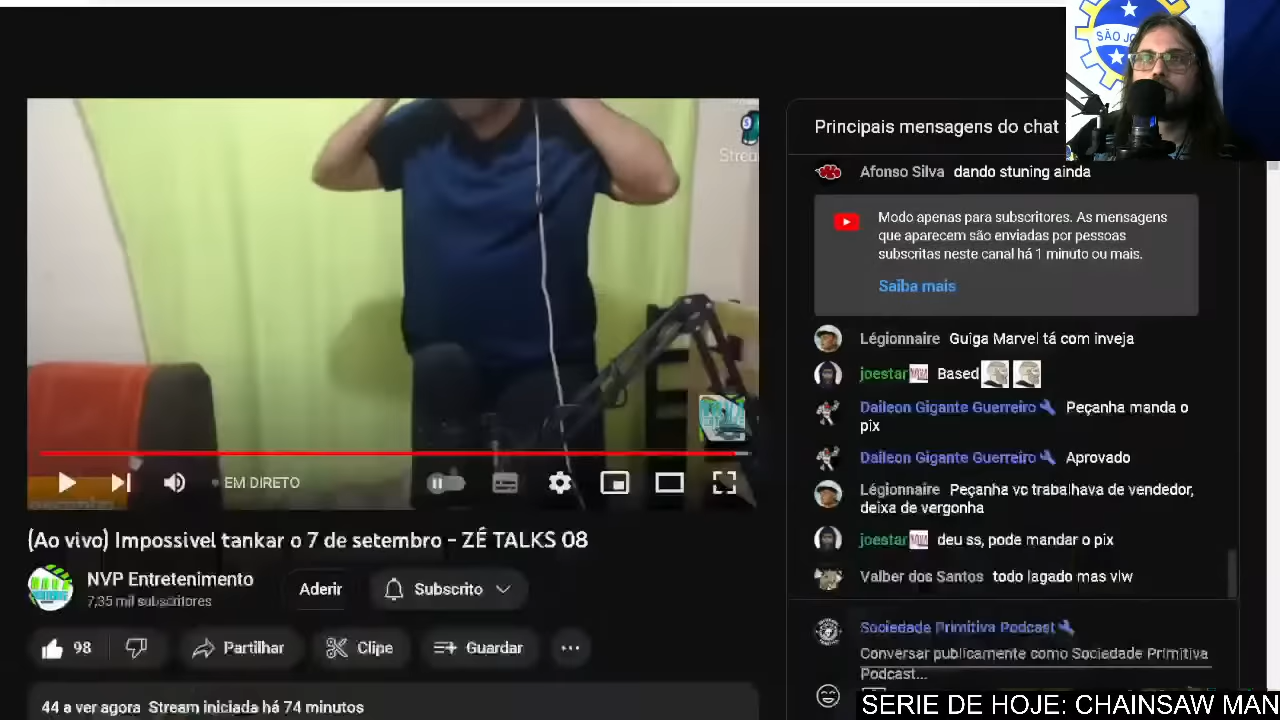 SÃO JO
Principais mensagens do chat
Afonso Silva dando stuning ainda
Modo apenas para subscritores. As mensagens
que aparecem são enviadas por pessoas
subscritas neste canal há 1 minuto ou mais.
Saiba mais
Légionnaire Guiga Marvel tá com inveja
joestar Based
Daileon Gigante Guerreiro Peçanha manda o
pix
Daileon Gigante Guerreiro Aprovado
Légionnaire Peçanha vc trabalhava de vendedor,
deixa de vergonha
joestar deu ss, pode mandar o pix
Valber dos Santos todo lagado mas vlw
Sociedade Primitiva Podcast
Conversar publicamente como Sociedade Primitiva
Podcast...
Strea
EM DIRETO
(Ao vivo) Impossivel tankar o 7 de setembro - ZÉ TALKS 08
NVP Entretenimento
7,35 mil subscritores
Aderir
Subscrito
98
Partilhar
Clipe
Guardar
44 a ver agora Stream iniciada há 74 minutos
SERIE DE HOJE: CHAINSAW MAN